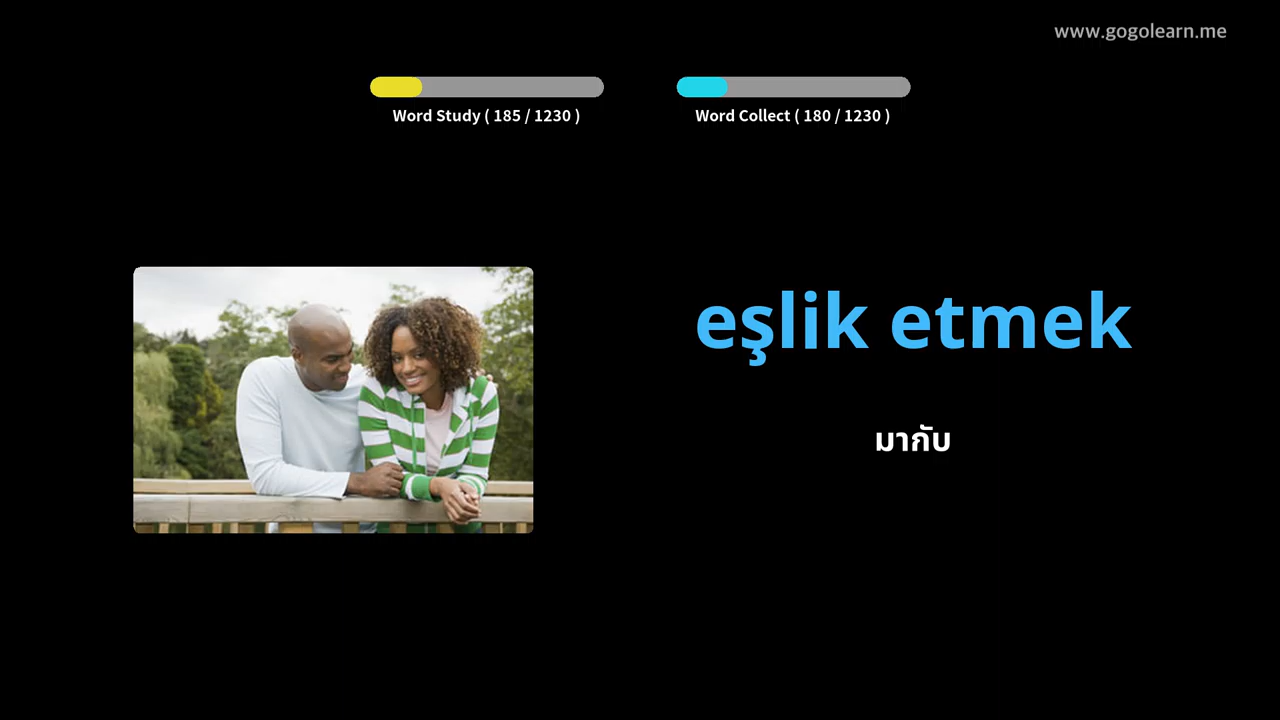 www.gogolearn.me
Word Study ( 185 / 1230 )
Word Collect ( 180 / 1230 )
eşlik etmek
มากับ